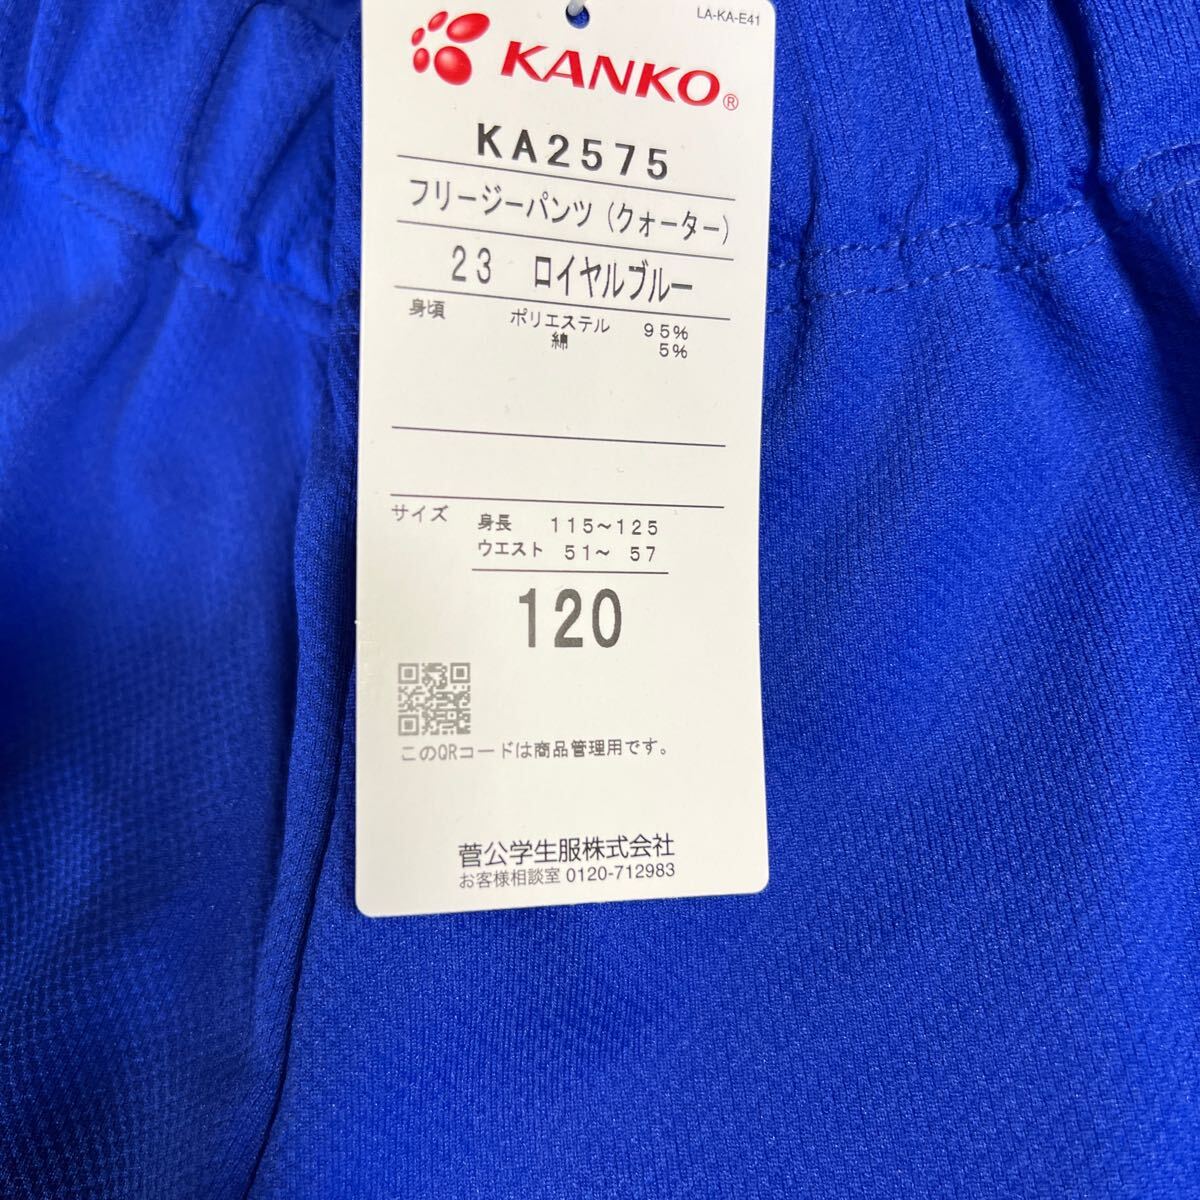 LA-KA-E41
KANKO®
KA2575
フリージーパンツ(クォーター)
23 ロイヤルブルー
身頃 ポリエステル 95%
綿 5%
サイズ 身長 115~125
ウエスト 51~ 57
120
このQRコードは商品管理用です。
菅公学生服株式会社
お客様相談室 0120-712983